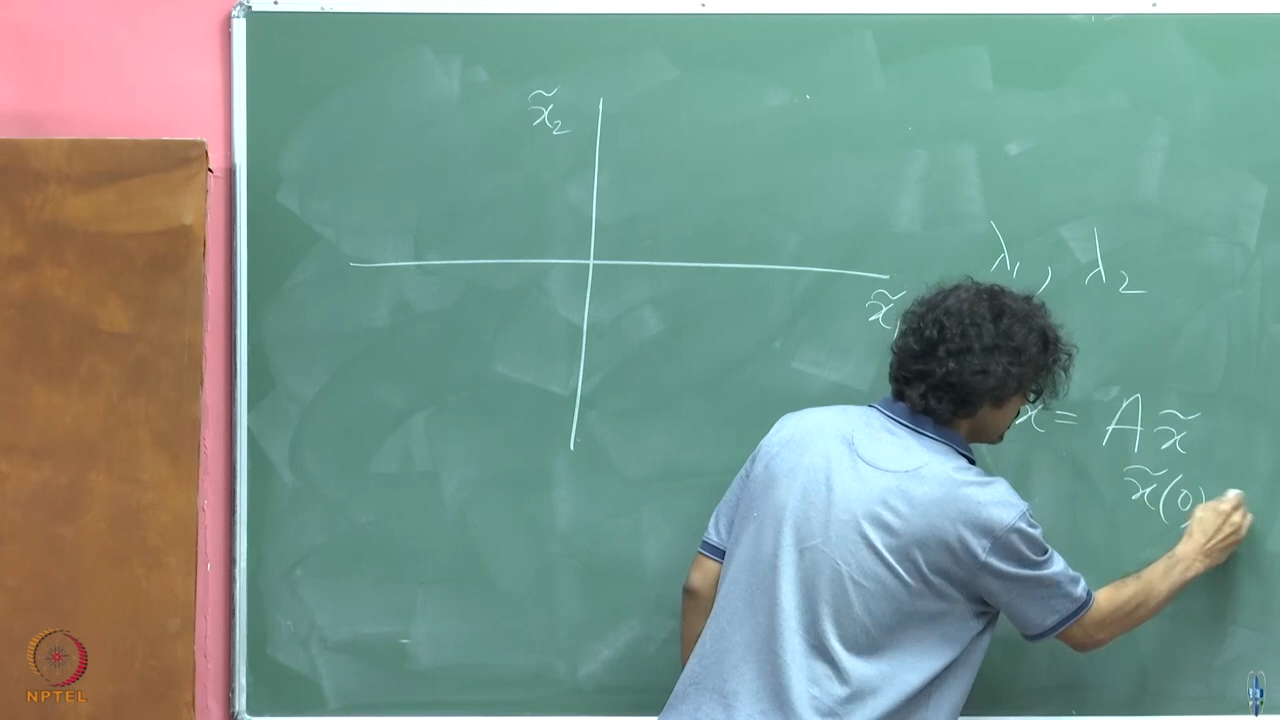 x̃₂
λ₁, λ₂
x̃₁
x = A x̃
x̃(0)
NPTEL